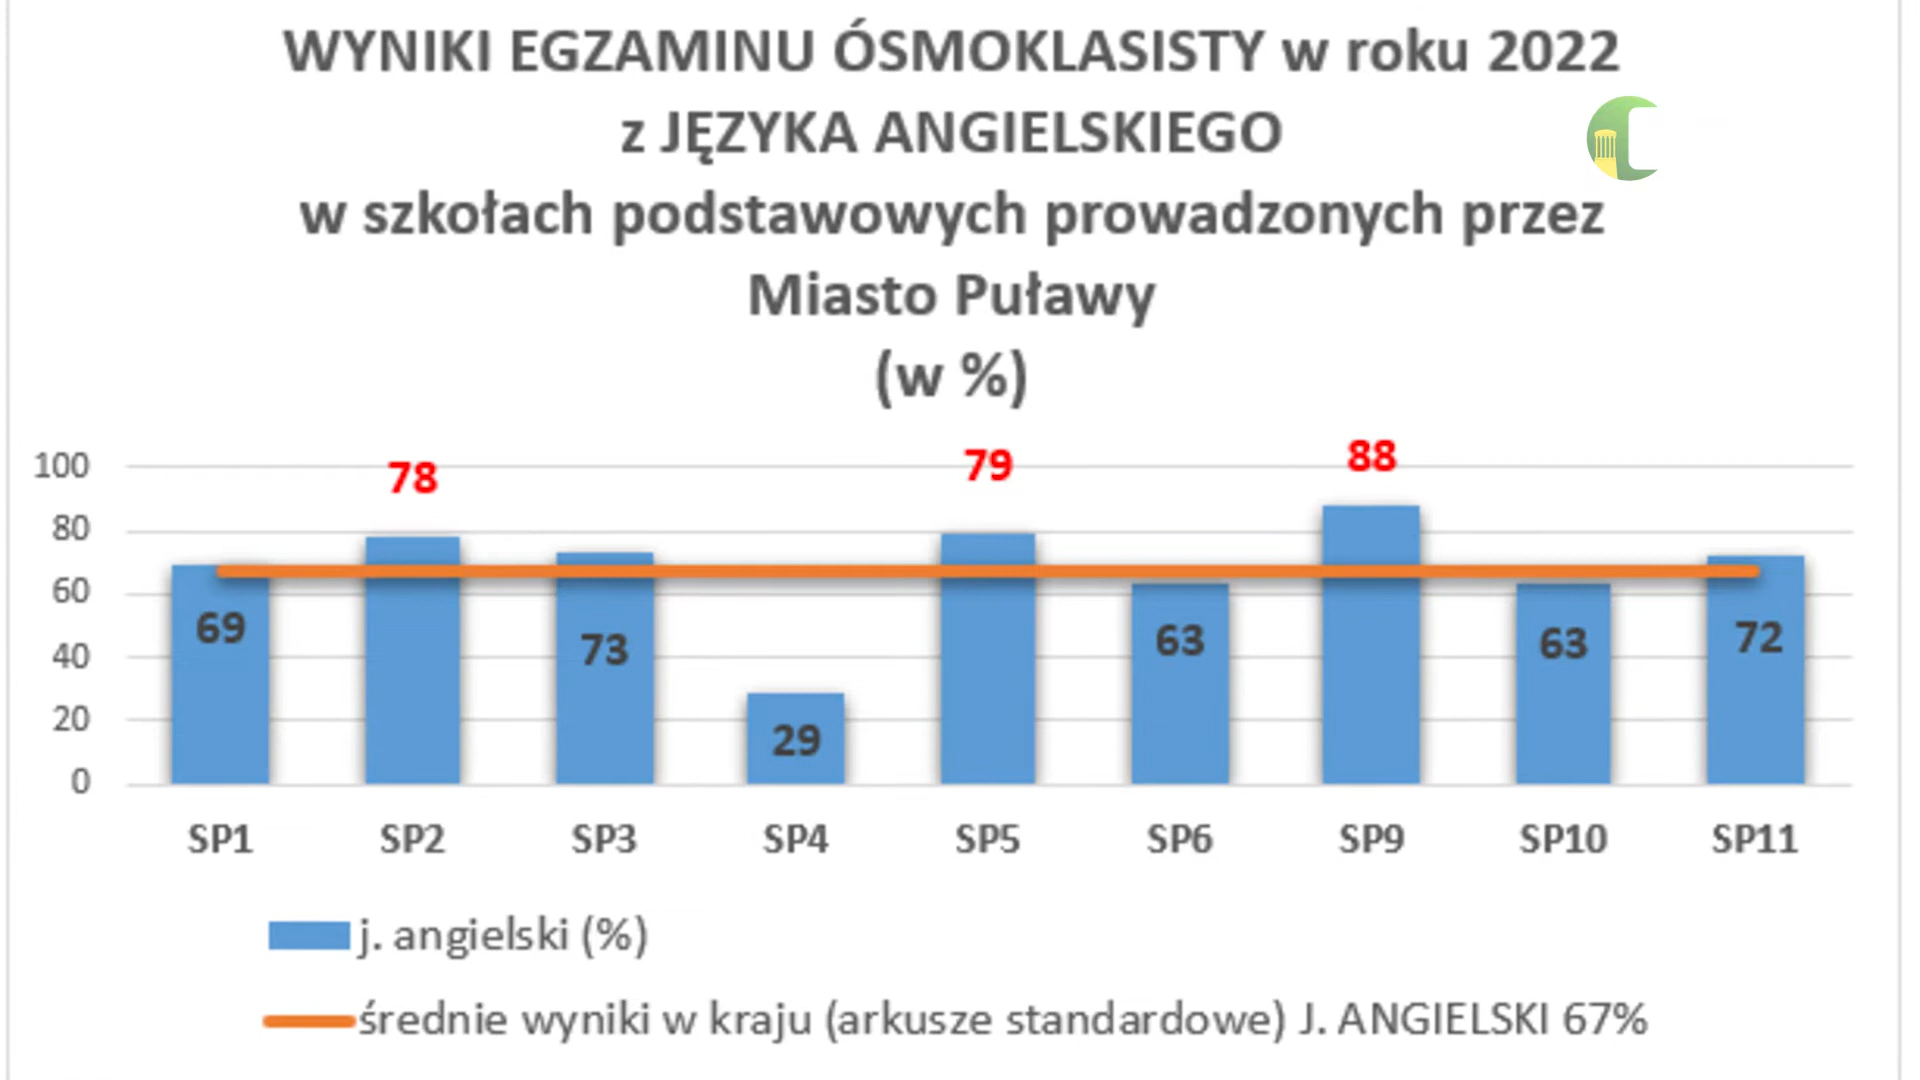 WYNIKI EGZAMINU ÓSMOKLASISTY w roku 2022
z JĘZYKA ANGIELSKIEGO
w szkołach podstawowych prowadzonych przez
Miasto Puławy
(w %)
100
80
60
40
20
0
69
78
73
29
79
63
88
63
72
SP1 SP2 SP3 SP4 SP5 SP6 SP9 SP10 SP11
j. angielski (%)
średnie wyniki w kraju (arkusze standardowe) J. ANGIELSKI 67%